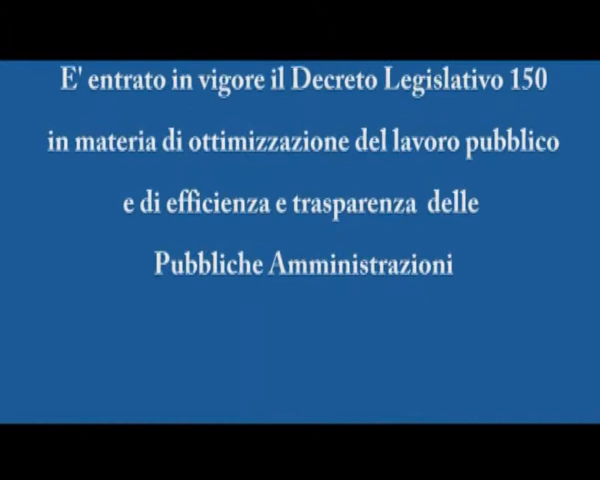 E' entrato in vigore il Decreto Legislativo 150
in materia di ottimizzazione del lavoro pubblico
e di efficienza e trasparenza delle
Pubbliche Amministrazioni